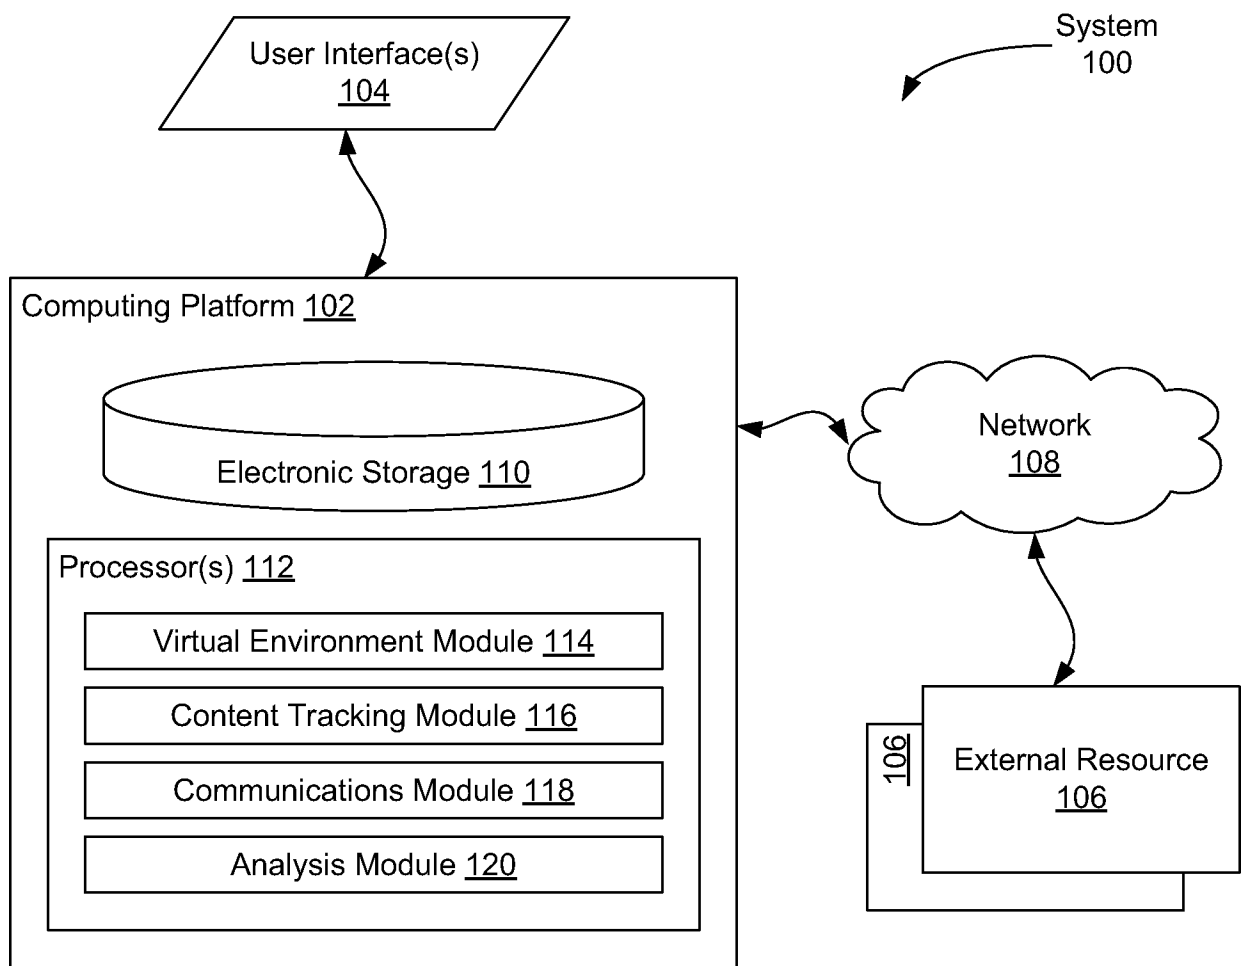 User Interface(s)
104
System
100
Computing Platform 102
Electronic Storage 110
Network
108
Processor(s) 112
Virtual Environment Module 114
Content Tracking Module 116
Communications Module 118
Analysis Module 120
106
External Resource
106